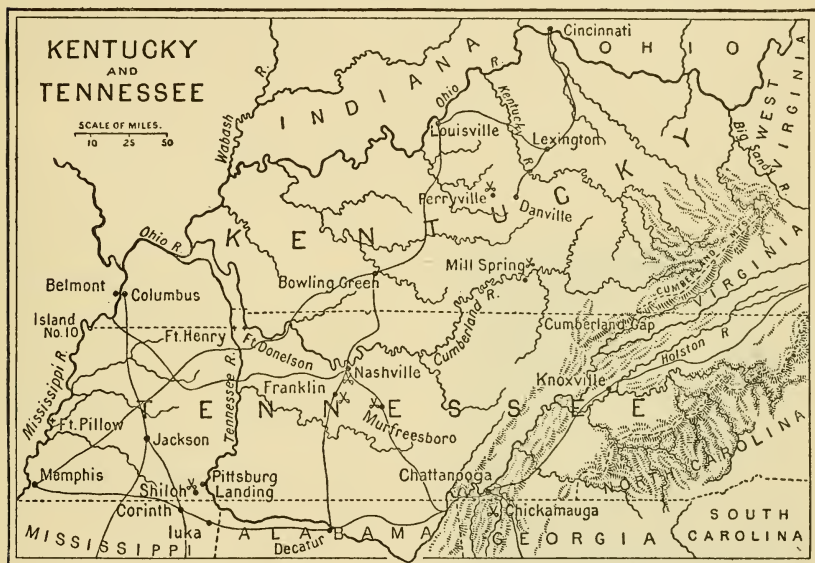 KENTUCKY
AND
TENNESSEE
SCALE OF MILES.
10 25 50
Wabash R.
INDIANA
Ohio R.
Cincinnati
OHIO
WEST VIRGINIA
Big Sandy R.
Louisville
Kentucky R.
Lexington
Perryville
Danville
KENTUCKY
Ohio R.
Belmont
Columbus
Bowling Green
Mill Spring
CUMBERLAND MTS.
VIRGINIA
Island
No. 10
Ft. Henry
Ft. Donelson
Cumberland R.
Cumberland Gap
Holston R
Mississippi R.
Tennessee R.
Nashville
Franklin
Knoxville
TENNESSEE
Murfreesboro
Ft. Pillow
Jackson
NORTH CAROLINA
Memphis
Shiloh
Pittsburg
Landing
Chattanooga
Corinth
Chickamauga
SOUTH
CAROLINA
Iuka
MISSISSIPPI
ALABAMA
GEORGIA
Decatur